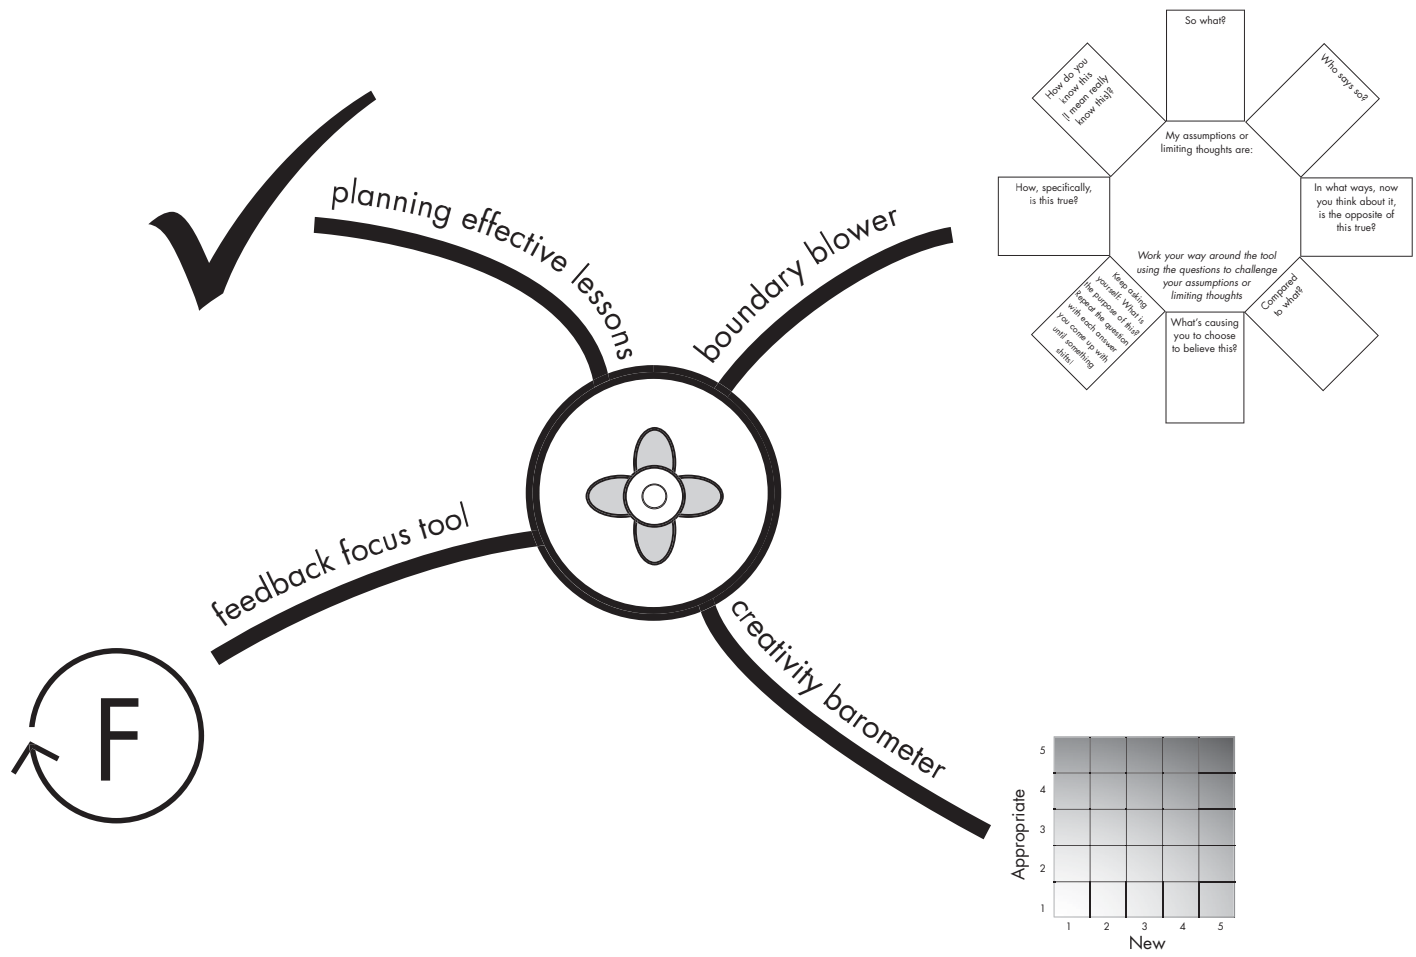 planning effective lessons
boundary blower
feedback focus tool
creativity barometer
F
So what?
Who says so?
In what ways, now
you think about it,
is the opposite of
this true?
Compared
to what?
What's causing
you to choose
to believe this?
Keep asking
yourself: What is
the purpose of this?
Repeat the question
with each answer
you come up with
until something
shifts!
How, specifically,
is this true?
How do you
know this
(I mean really
know this)?
My assumptions or
limiting thoughts are:
Work your way around the tool
using the questions to challenge
your assumptions or
limiting thoughts
Appropriate
5
4
3
2
1
1 2 3 4 5
New